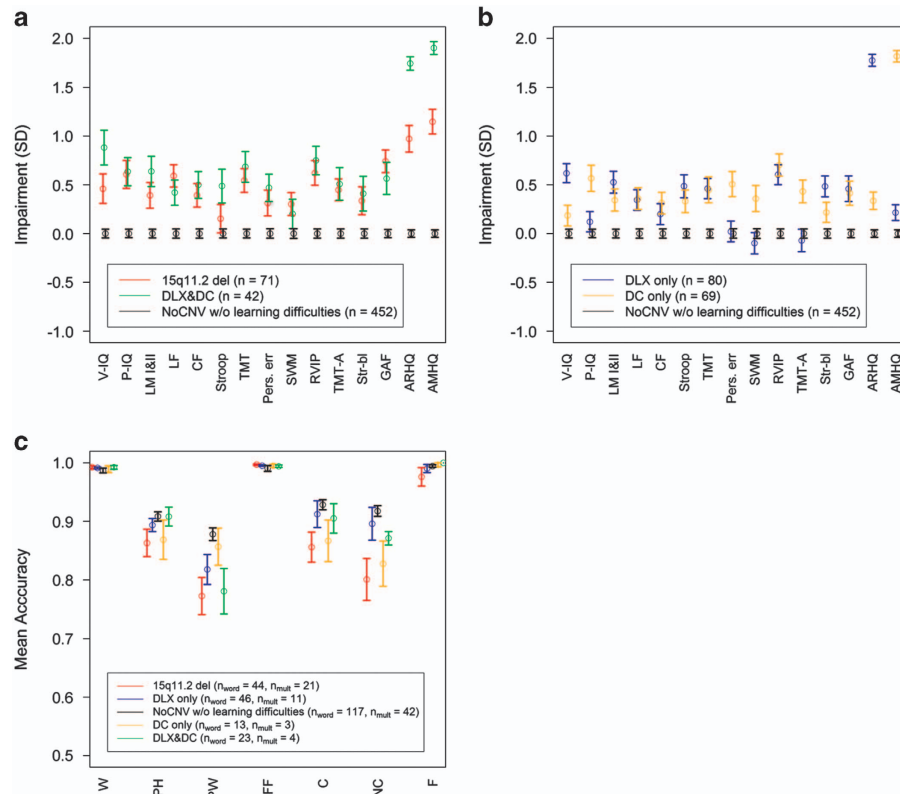 a
2.0
1.5
1.0
0.5
0.0
-0.5
-1.0
Impairment (SD)
15q11.2 del (n = 71)
DLX&DC (n = 42)
NoCNV w/o learning difficulties (n = 452)
V-IQ
P-IQ
LM I&II
LF
CF
Stroop
TMT
Pers. err
SWM
RVIP
TMT-A
Str-bl
GAF
ARHQ
AMHQ
b
2.0
1.5
1.0
0.5
0.0
-0.5
-1.0
Impairment (SD)
DLX only (n = 80)
DC only (n = 69)
NoCNV w/o learning difficulties (n = 452)
V-IQ
P-IQ
LM I&II
LF
CF
Stroop
TMT
Pers. err
SWM
RVIP
TMT-A
Str-bl
GAF
ARHQ
AMHQ
c
1.0
0.9
0.8
0.7
0.6
0.5
Mean Acccuracy
15q11.2 del (nword = 44, nmult = 21)
DLX only (nword = 46, nmult = 11)
NoCNV w/o learning difficulties (nword = 117, nmult = 42)
DC only (nword = 13, nmult = 3)
DLX&DC (nword = 23, nmult = 4)
W
PH
PW
FF
C
NC
F